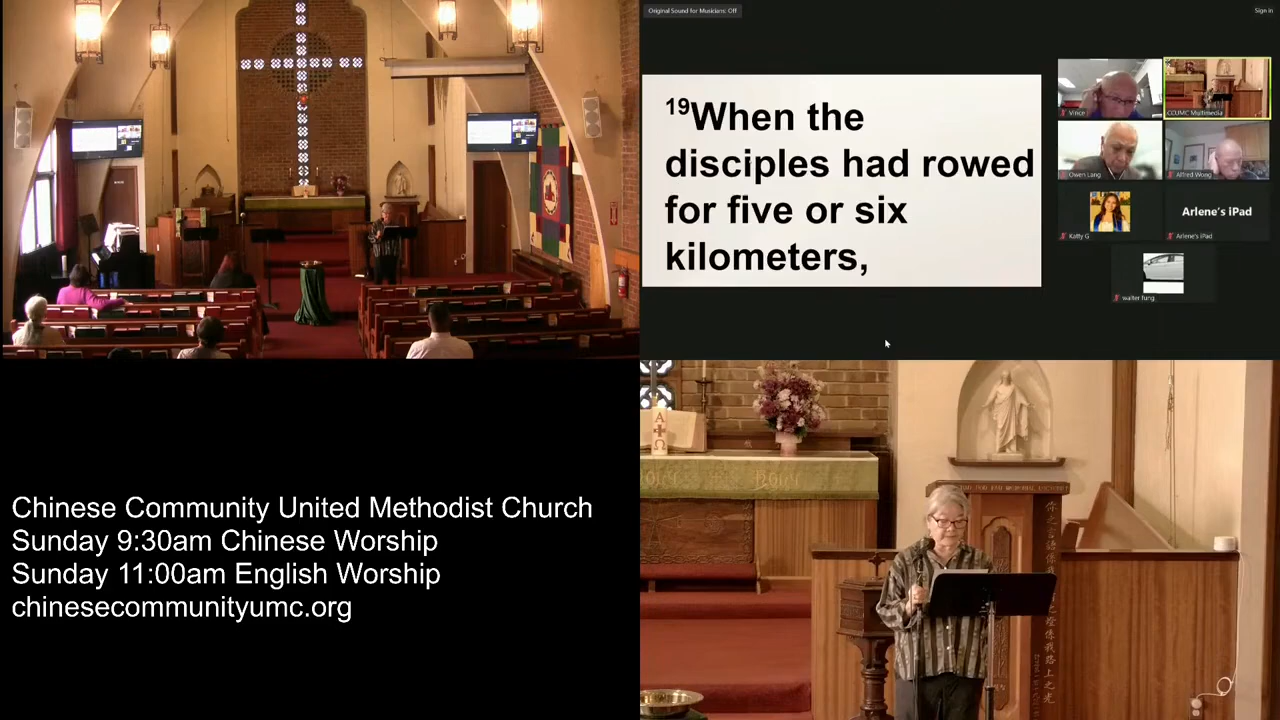 Original Sound for Musicians: Off
Sign in
19When the
disciples had rowed
for five or six
kilometers,
Vince
CCUMC Multimedia
Owen Lang
Alfred Wong
Katty G
Arlene's iPad
Arlene's iPad
walter fung
Chinese Community United Methodist Church
Sunday 9:30am Chinese Worship
Sunday 11:00am English Worship
chinesecommunityumc.org
Α
Ω